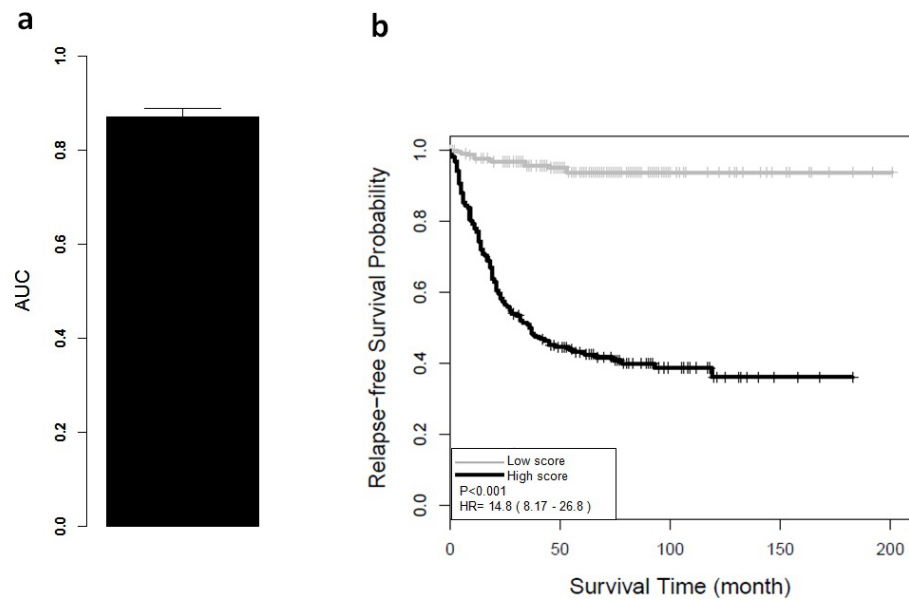 a
AUC
1.0
0.8
0.6
0.4
0.2
0.0
b
Relapse-free Survival Probability
1.0
0.8
0.6
0.4
0.2
0.0
Low score
High score
P<0.001
HR= 14.8 ( 8.17 - 26.8 )
0 50 100 150 200
Survival Time (month)